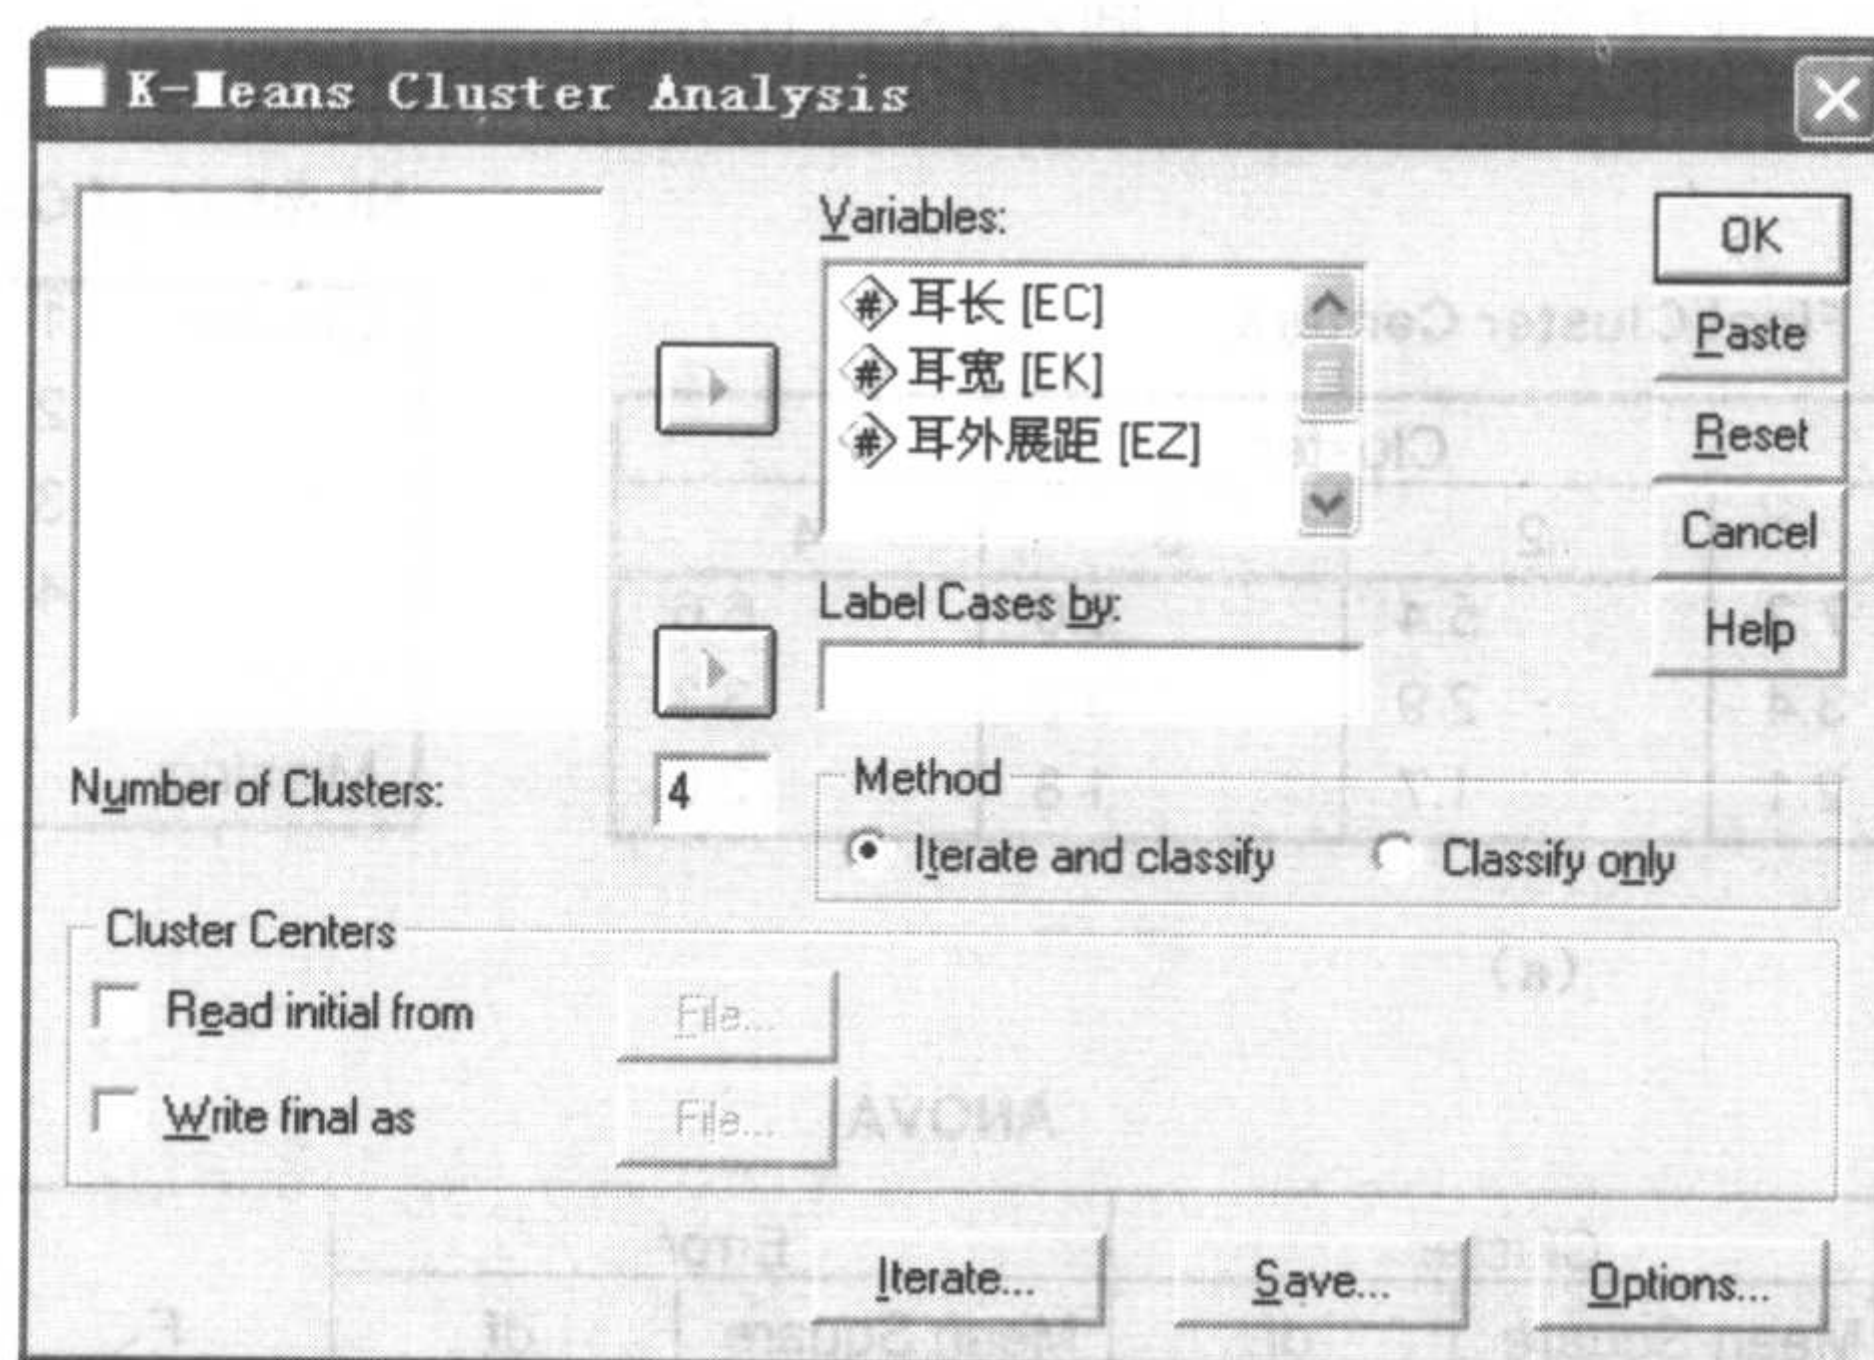 K-Means Cluster Analysis
Variables:
耳长 [EC]
耳宽 [EK]
耳外展距 [EZ]
OK
Paste
Reset
Cancel
Help
Label Cases by:
Number of Clusters:
4
Method
Iterate and classify
Classify only
Cluster Centers
Read initial from
File...
Write final as
File...
Iterate...
Save...
Options...